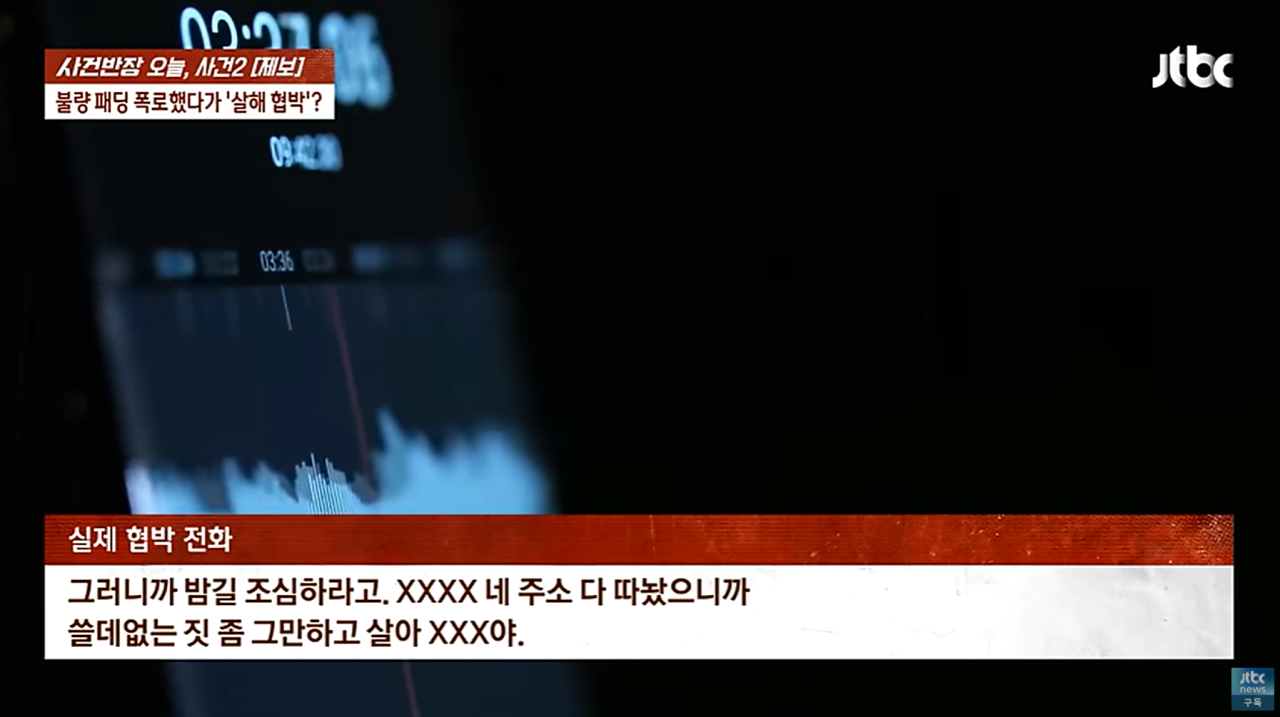 사건반장 오늘, 사건2 [제보]
jtbc
불량 패딩 폭로했다가 '살해 협박'?
03:36
실제 협박 전화
그러니까 밤길 조심하라고. XXXX 네 주소 다 따놨으니까
쓸데없는 짓 좀 그만하고 살아 XXX야.
jtbc
news
구독